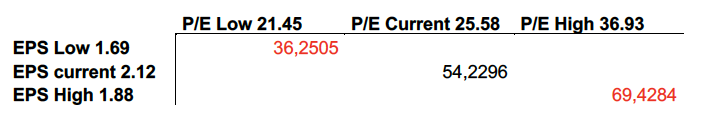 P/E Low 21.45 P/E Current 25.58 P/E High 36.93
EPS Low 1.69 36,2505
EPS current 2.12 54,2296
EPS High 1.88 69,4284